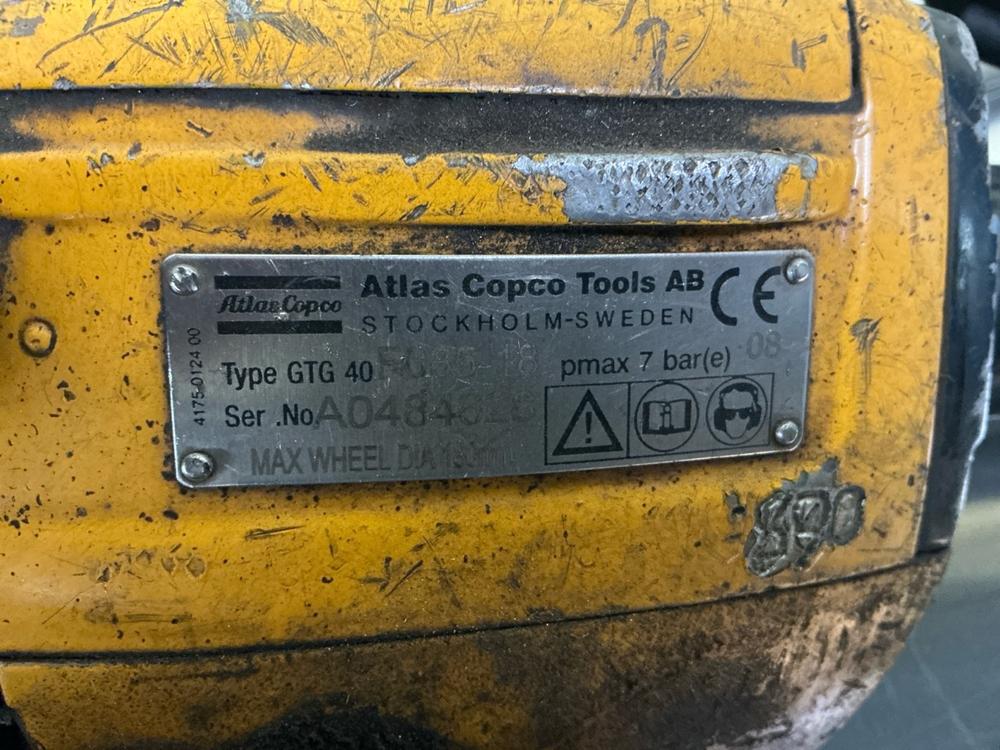 Atlas Copco
Atlas Copco Tools AB CE
STOCKHOLM-SWEDEN
4175-0124 00
Type GTG 40 pmax 7 bar(e) 08
Ser .No
MAX WHEEL DIA